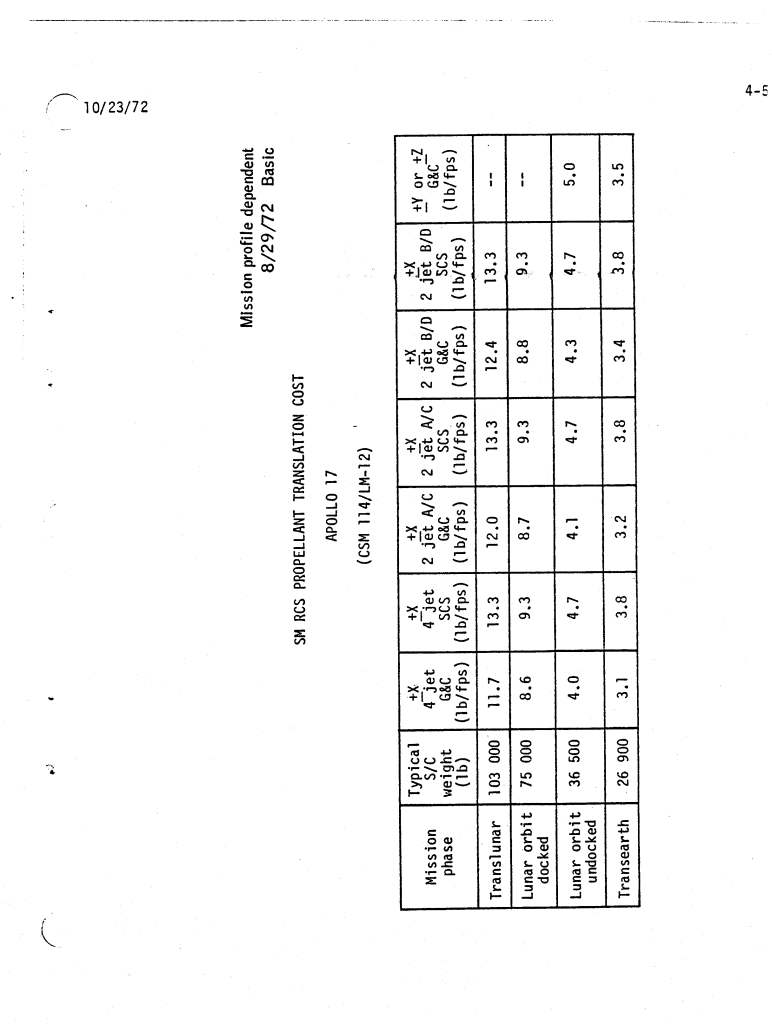 4-5
10/23/72
Mission profile dependent
8/29/72 Basic
SM RCS PROPELLANT TRANSLATION COST
APOLLO 17
(CSM 114/LM-12)
Mission phase | Typical S/C weight (lb) | ±X 4 jet G&C (lb/fps) | ±X 4 jet SCS (lb/fps) | ±X 2 jet A/C G&C (lb/fps) | ±X 2 jet A/C SCS (lb/fps) | ±X 2 jet B/D G&C (lb/fps) | ±X 2 jet B/D SCS (lb/fps) | ±Y or ±Z G&C (lb/fps)
Translunar | 103 000 | 11.7 | 13.3 | 12.0 | 13.3 | 12.4 | 13.3 | --
Lunar orbit docked | 75 000 | 8.6 | 9.3 | 8.7 | 9.3 | 8.8 | 9.3 | --
Lunar orbit undocked | 36 500 | 4.0 | 4.7 | 4.1 | 4.7 | 4.3 | 4.7 | 5.0
Transearth | 26 900 | 3.1 | 3.8 | 3.2 | 3.8 | 3.4 | 3.8 | 3.5